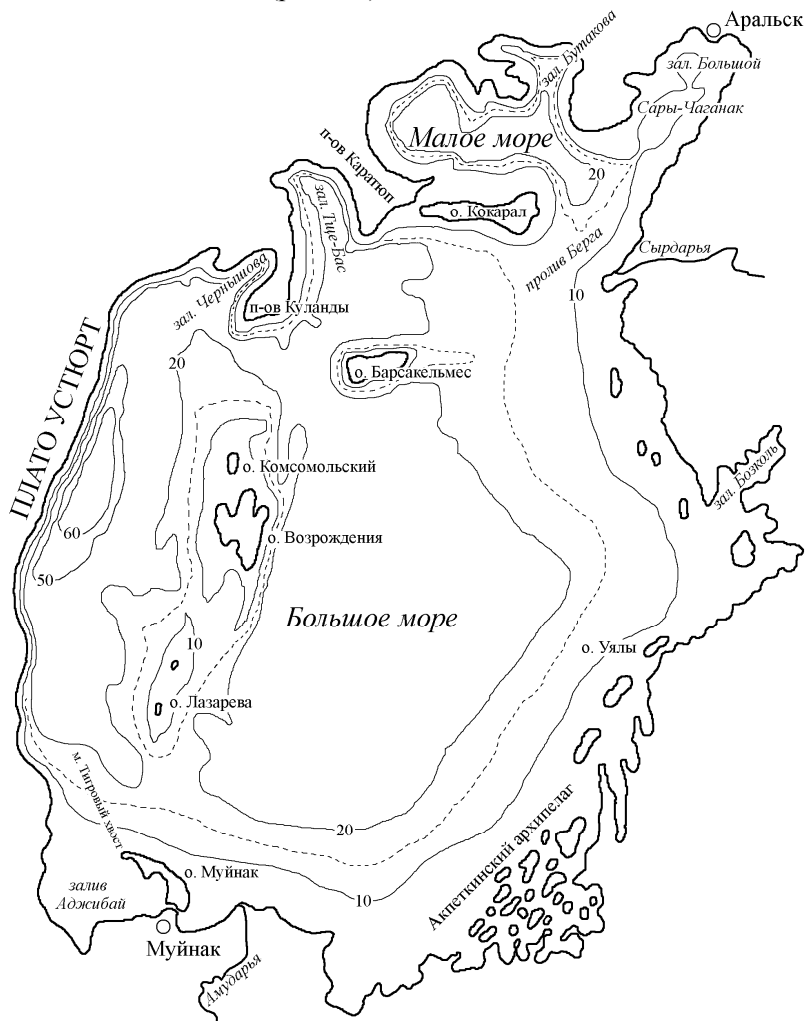 Аральск
зал. Бутакова
зал. Большой
Сары-Чаганак
Малое море
п-ов Каратюп
20
зал. Тще-Бас
о. Кокарал
пролив Берга
Сырдарья
зал. Чернышова
10
п-ов Куланды
ПЛАТО УСТЮРТ
20
о. Барсакельмес
о. Комсомольский
зал. Бозколь
60
о. Возрождения
50
Большое море
10
о. Уялы
о. Лазарева
м. Тигровый хвост
20
Акпеткинский архипелаг
о. Муйнак
залив
Аджибай
10
Муйнак
Амударья